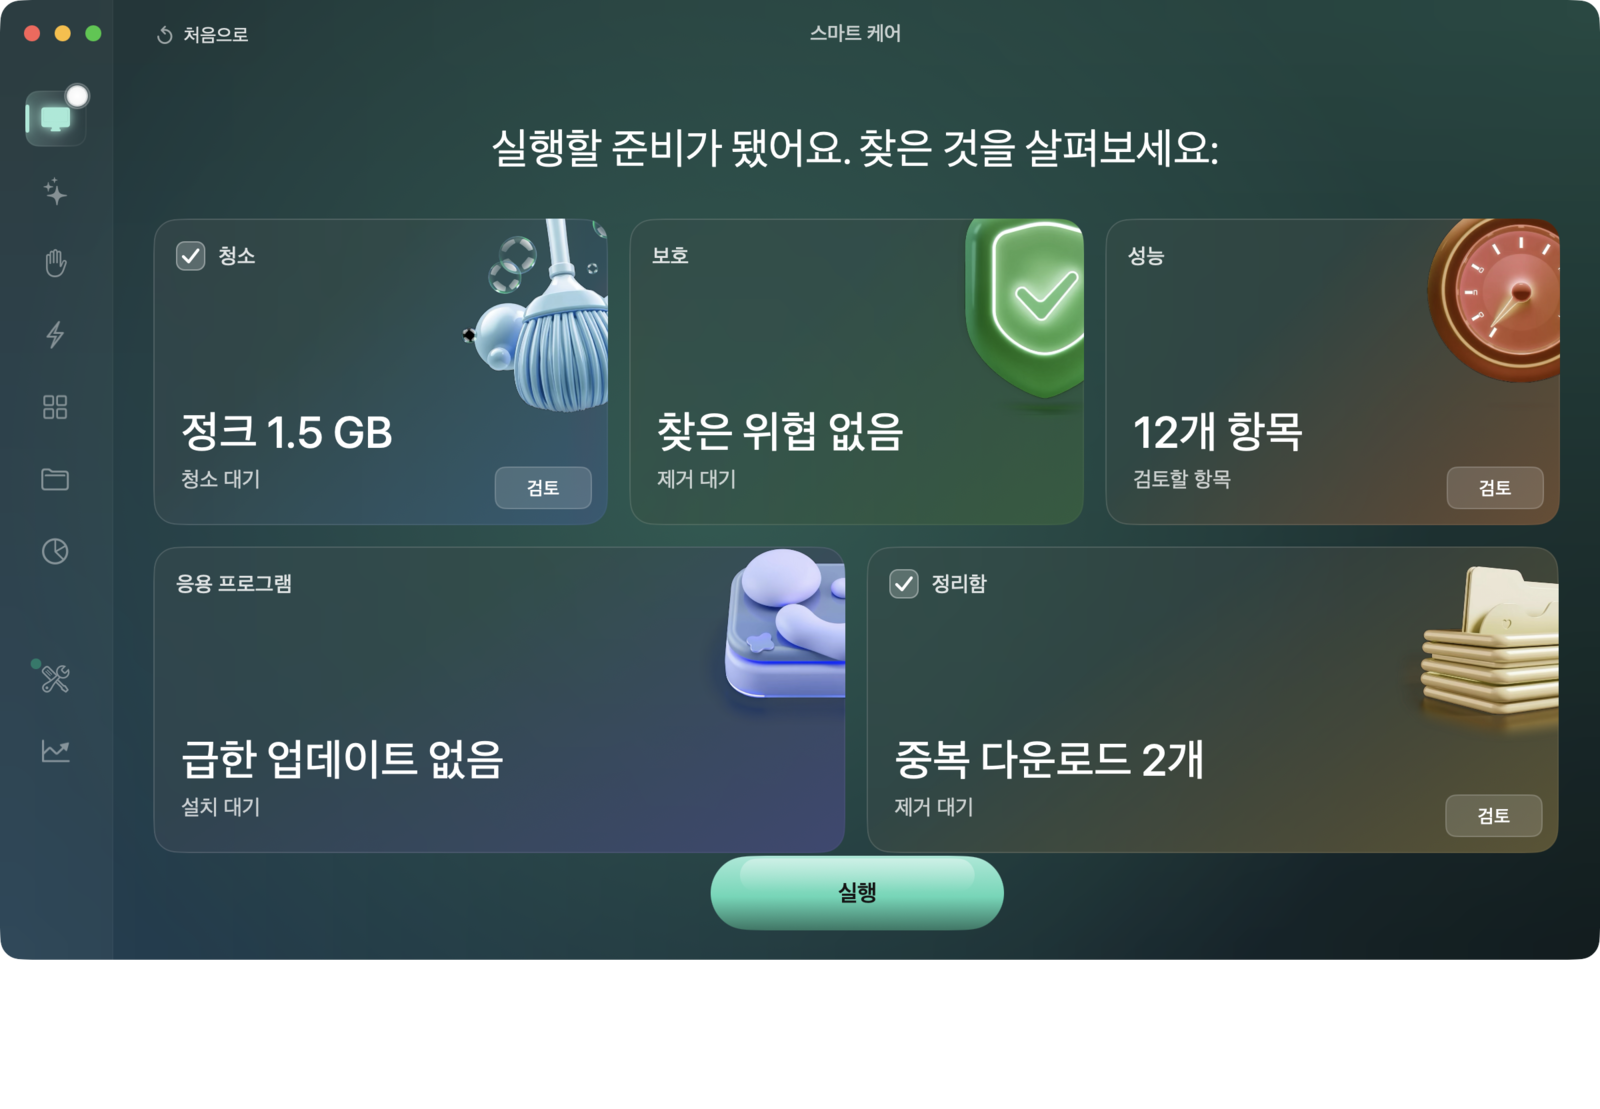 처음으로
스마트 케어
실행할 준비가 됐어요. 찾은 것을 살펴보세요:
청소
정크 1.5 GB
청소 대기
검토
보호
찾은 위협 없음
제거 대기
성능
12개 항목
검토할 항목
검토
응용 프로그램
급한 업데이트 없음
설치 대기
정리함
중복 다운로드 2개
제거 대기
검토
실행